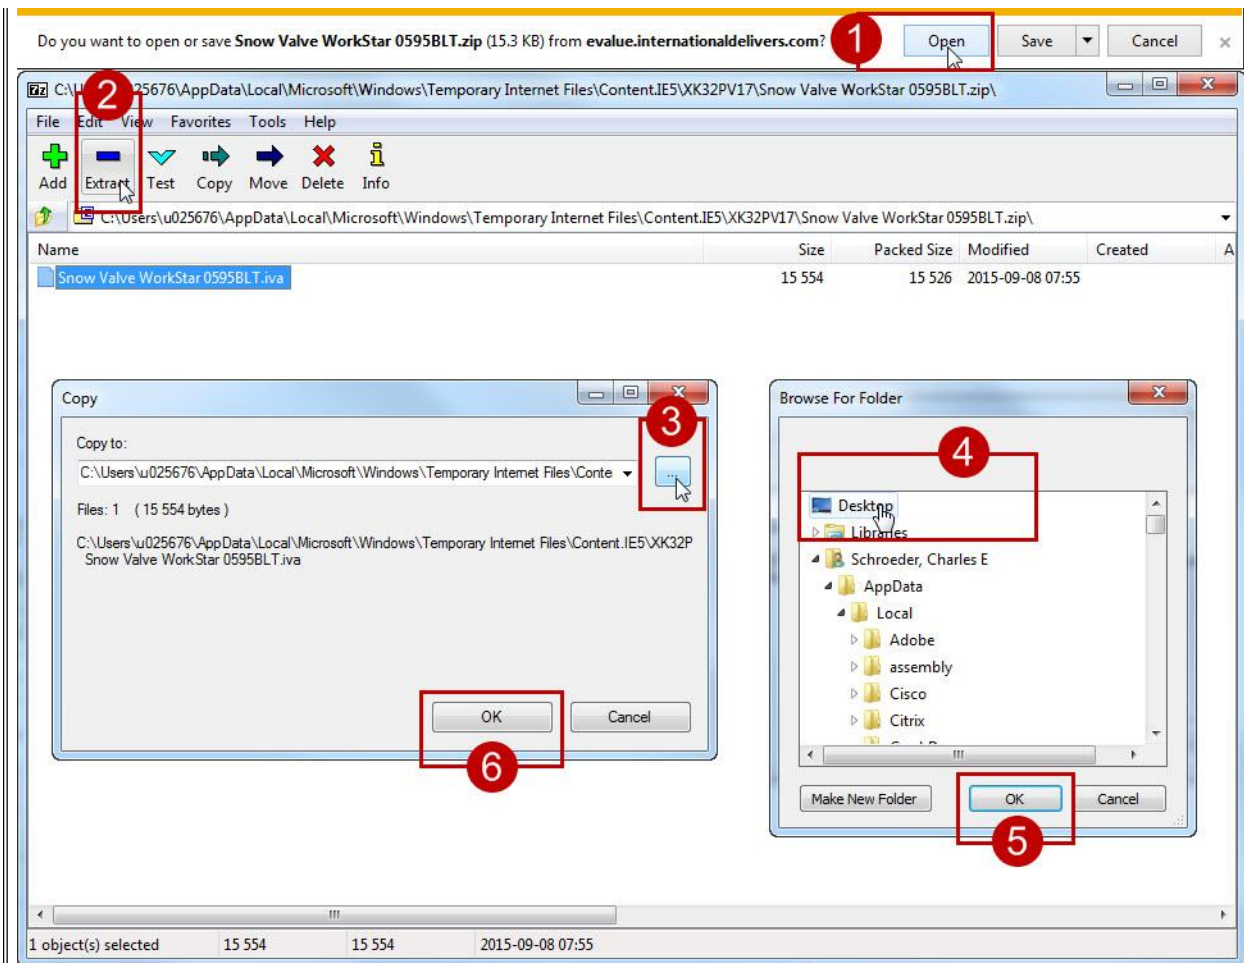 Do you want to open or save Snow Valve WorkStar 0595BLT.zip (15.3 KB) from evalue.internationaldelivers.com?
1
Open
Save
Cancel
2
7z
5676\AppData\Local\Microsoft\Windows\Temporary Internet Files\Content.IE5\XK32PV17\Snow Valve WorkStar 0595BLT.zip\
File Edit View Favorites Tools Help
Add Extract Test Copy Move Delete Info
C:\Users\u025676\AppData\Local\Microsoft\Windows\Temporary Internet Files\Content.IE5\XK32PV17\Snow Valve WorkStar 0595BLT.zip\
Name Size Packed Size Modified Created A
Snow Valve WorkStar 0595BLT.iva 15 554 15 526 2015-09-08 07:55
Copy
3
Copy to:
C:\Users\u025676\AppData\Local\Microsoft\Windows\Temporary Internet Files\Conte
...
Files: 1 ( 15 554 bytes )
C:\Users\u025676\AppData\Local\Microsoft\Windows\Temporary Internet Files\Content.IE5\XK32P
Snow Valve WorkStar 0595BLT.iva
OK
Cancel
6
Browse For Folder
4
Desktop
Libraries
Schroeder, Charles E
AppData
Local
Adobe
assembly
Cisco
Citrix
Make New Folder
OK
Cancel
5
1 object(s) selected 15 554 15 554 2015-09-08 07:55